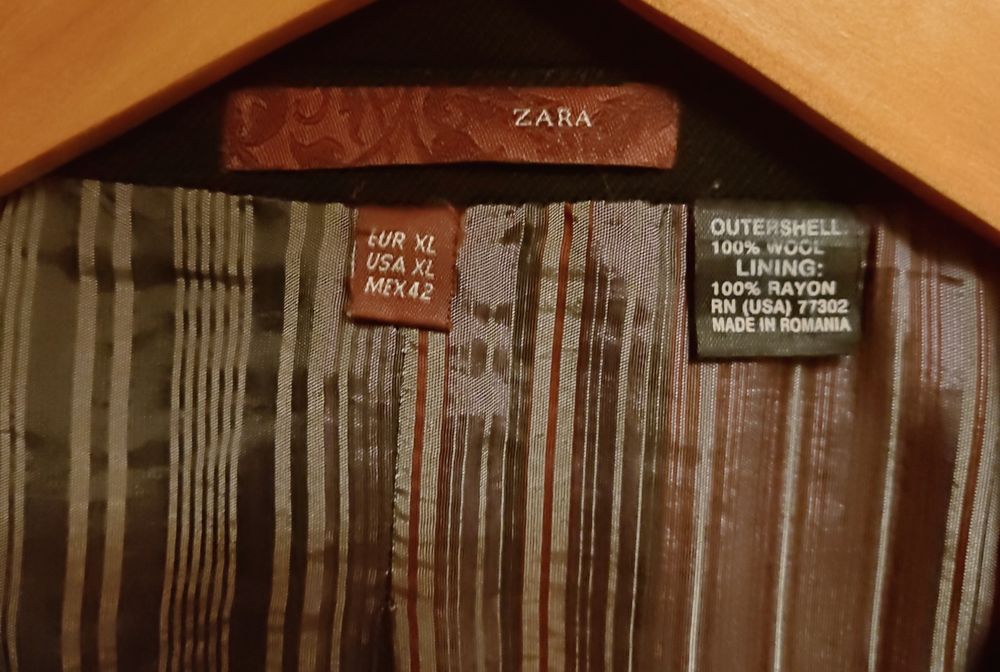 ZARA
EUR XL
USA XL
MEX 42
OUTERSHELL:
100% WOOL
LINING:
100% RAYON
RN (USA) 77302
MADE IN ROMANIA